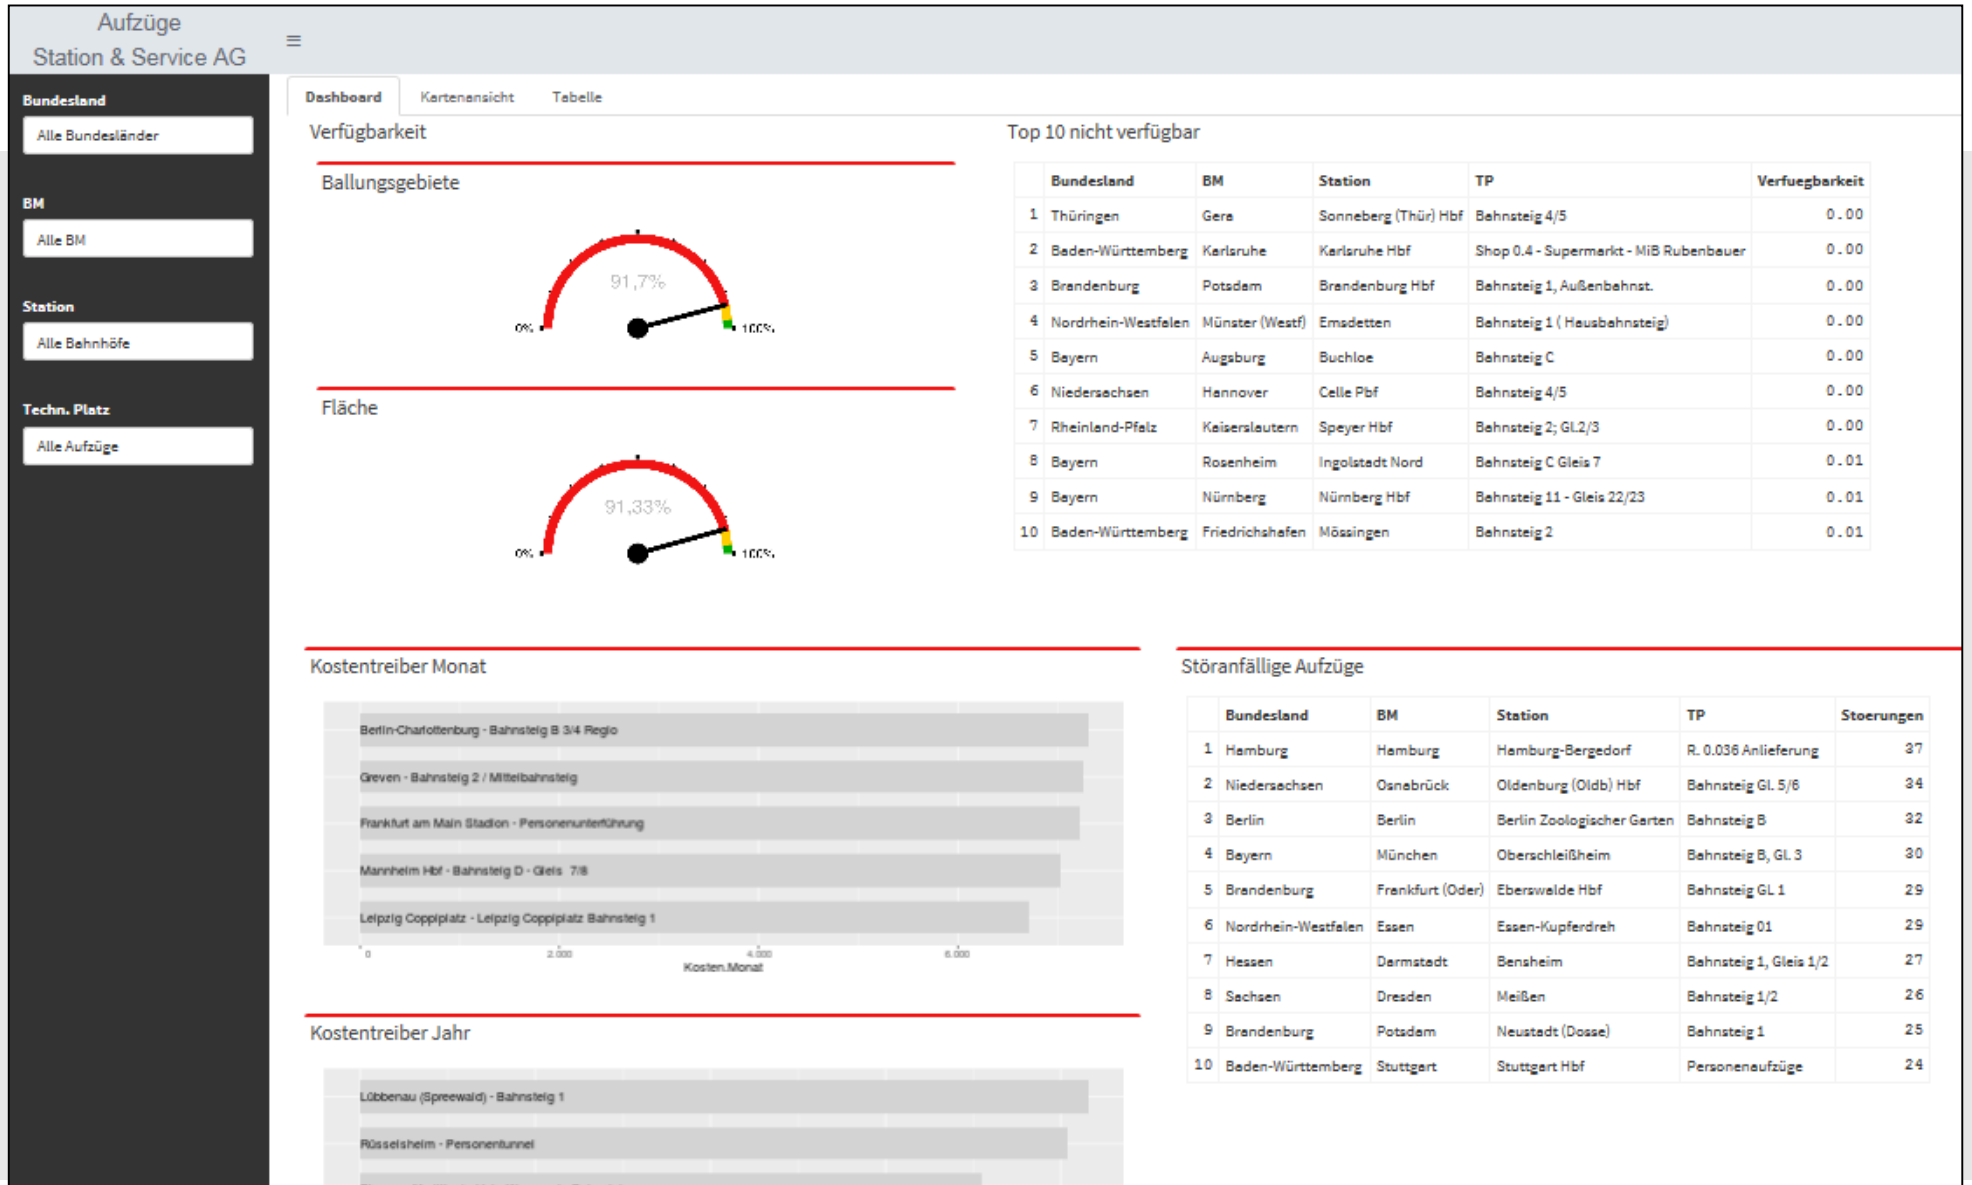 Aufzüge
Station & Service AG
☰
Bundesland
Alle Bundesländer
BM
Alle BM
Station
Alle Bahnhöfe
Techn. Platz
Alle Aufzüge
Dashboard Kartenansicht Tabelle
Verfügbarkeit
Ballungsgebiete
91,7%
0% 100%
Fläche
91,33%
0% 100%
Top 10 nicht verfügbar
Bundesland BM Station TP Verfuegbarkeit
1 Thüringen Gera Sonneberg (Thür) Hbf Bahnsteig 4/5 0.00
2 Baden-Württemberg Karlsruhe Karlsruhe Hbf Shop 0.4 - Supermarkt - MiB Rubenbauer 0.00
3 Brandenburg Potsdam Brandenburg Hbf Bahnsteig 1, Außenbahnst. 0.00
4 Nordrhein-Westfalen Münster (Westf) Emsdetten Bahnsteig 1 ( Hausbahnsteig) 0.00
5 Bayern Augsburg Buchloe Bahnsteig C 0.00
6 Niedersachsen Hannover Celle Pbf Bahnsteig 4/5 0.00
7 Rheinland-Pfalz Kaiserslautern Speyer Hbf Bahnsteig 2; Gl.2/3 0.00
8 Bayern Rosenheim Ingolstadt Nord Bahnsteig C Gleis 7 0.01
9 Bayern Nürnberg Nürnberg Hbf Bahnsteig 11 - Gleis 22/23 0.01
10 Baden-Württemberg Friedrichshafen Mössingen Bahnsteig 2 0.01
Kostentreiber Monat
Berlin-Charlottenburg - Bahnsteig B 3/4 Regio
Greven - Bahnsteig 2 / Mittelbahnsteig
Frankfurt am Main Stadion - Personenunterführung
Mannheim Hbf - Bahnsteig D - Gleis 7/8
Leipzig Coppiplatz - Leipzig Coppiplatz Bahnsteig 1
0 2.000 4.000 6.000
Kosten.Monat
Kostentreiber Jahr
Lübbenau (Spreewald) - Bahnsteig 1
Rüsselsheim - Personentunnel
Störanfällige Aufzüge
Bundesland BM Station TP Stoerungen
1 Hamburg Hamburg Hamburg-Bergedorf R. 0.036 Anlieferung 37
2 Niedersachsen Osnabrück Oldenburg (Oldb) Hbf Bahnsteig Gl. 5/6 34
3 Berlin Berlin Berlin Zoologischer Garten Bahnsteig B 32
4 Bayern München Oberschleißheim Bahnsteig B, Gl. 3 30
5 Brandenburg Frankfurt (Oder) Eberswalde Hbf Bahnsteig GL 1 29
6 Nordrhein-Westfalen Essen Essen-Kupferdreh Bahnsteig 01 29
7 Hessen Darmstadt Bensheim Bahnsteig 1, Gleis 1/2 27
8 Sachsen Dresden Meißen Bahnsteig 1/2 26
9 Brandenburg Potsdam Neustadt (Dosse) Bahnsteig 1 25
10 Baden-Württemberg Stuttgart Stuttgart Hbf Personenaufzüge 24